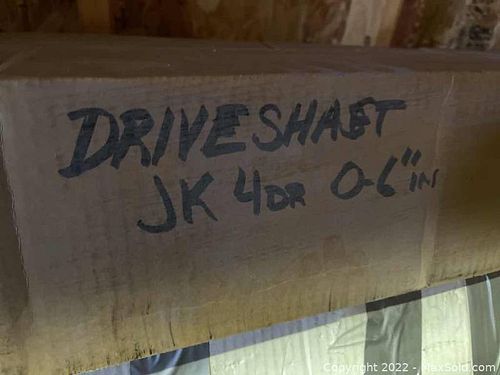 DRIVESHAFT
JK 4DR 0-6" IN
Copyright 2022 - MaxSold.com